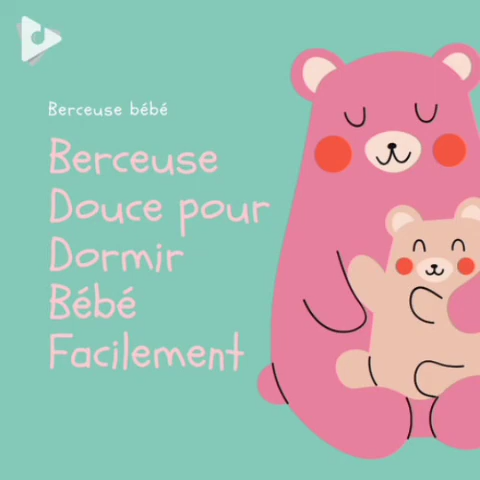 Berceuse bébé
Berceuse
Douce pour
Dormir
Bébé
Facilement